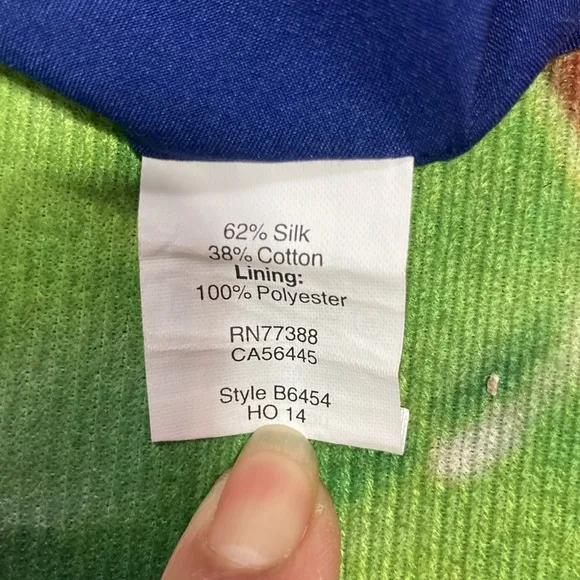 62% Silk
38% Cotton
Lining:
100% Polyester
RN77388
CA56445
Style B6454
HO 14